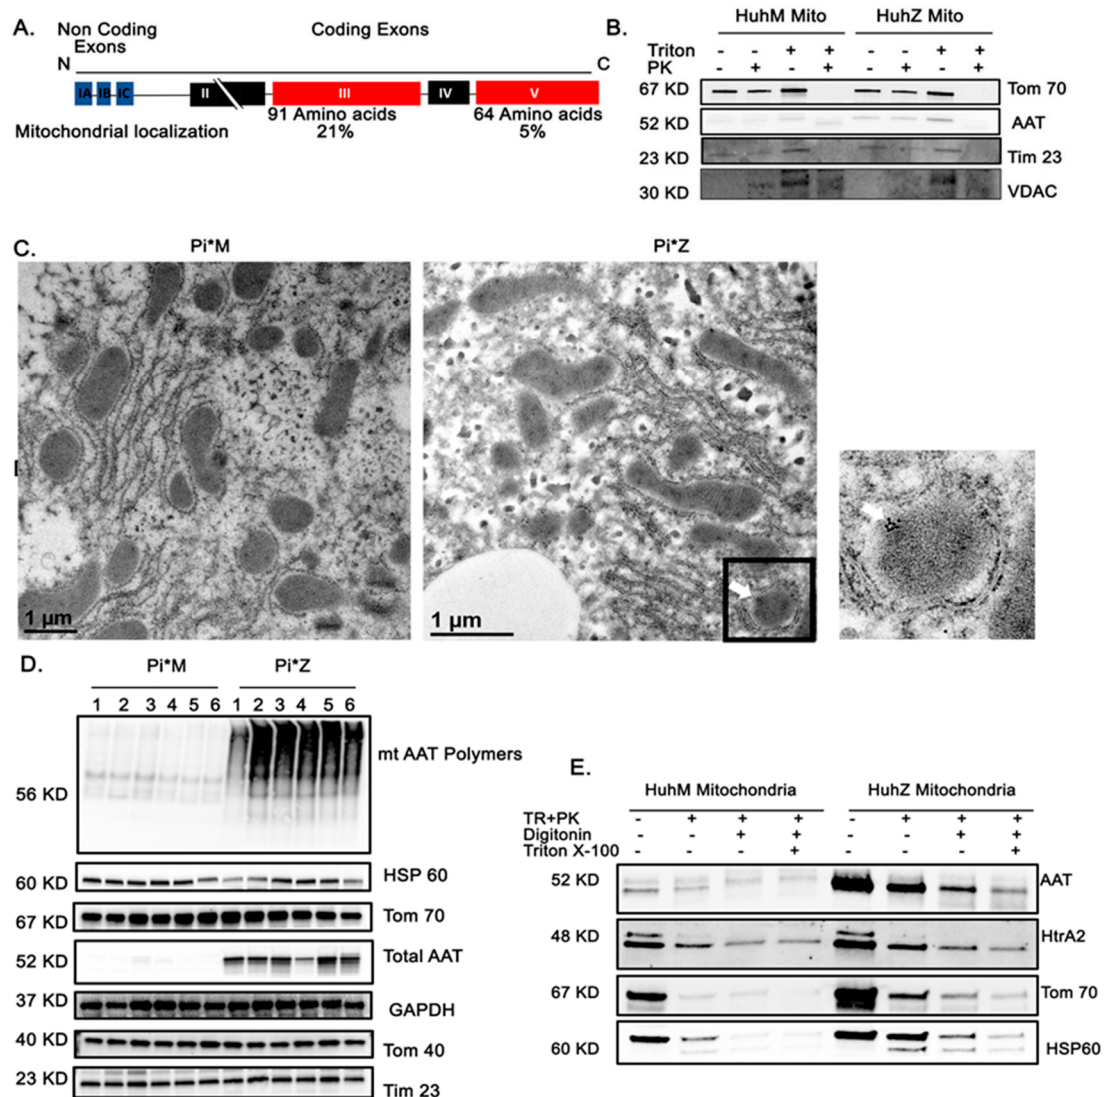 A.
Non Coding
Exons
Coding Exons
N
C
IA IB IC II III IV V
91 Amino acids
64 Amino acids
Mitochondrial localization
21%
5%
B.
HuhM Mito HuhZ Mito
Triton - - + + - - + +
PK - + - + - + - +
67 KD Tom 70
52 KD AAT
23 KD Tim 23
30 KD VDAC
C.
Pi*M Pi*Z
1 µm
1 µm
D.
Pi*M Pi*Z
1 2 3 4 5 6 1 2 3 4 5 6
mt AAT Polymers
56 KD
60 KD HSP 60
67 KD Tom 70
52 KD Total AAT
37 KD GAPDH
40 KD Tom 40
23 KD Tim 23
E.
HuhM Mitochondria HuhZ Mitochondria
TR+PK - + + + - + + +
Digitonin - - + + - - + +
Triton X-100 - - - + - - - +
52 KD AAT
48 KD HtrA2
67 KD Tom 70
60 KD HSP60